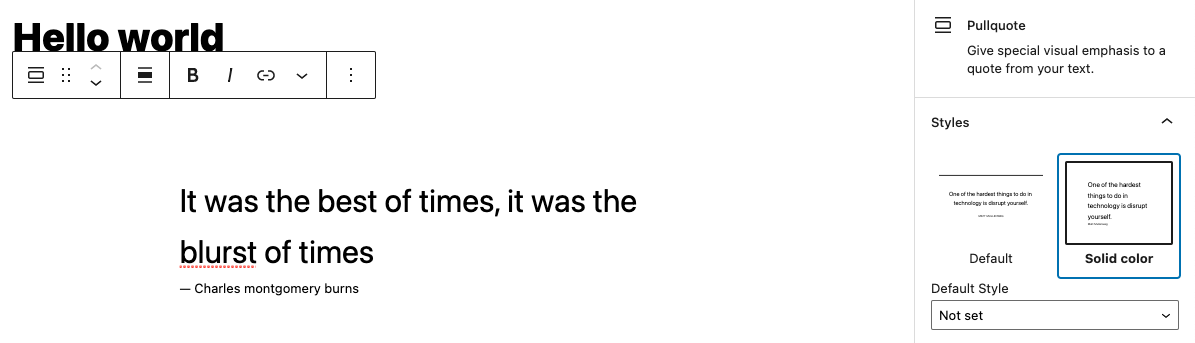 Hello world
B I
It was the best of times, it was the
blurst of times
— Charles montgomery burns
Pullquote
Give special visual emphasis to a
quote from your text.
Styles
One of the hardest things to do in
technology is disrupt yourself.
Default
One of the hardest
things to do in
technology is disrupt
yourself.
Solid color
Default Style
Not set